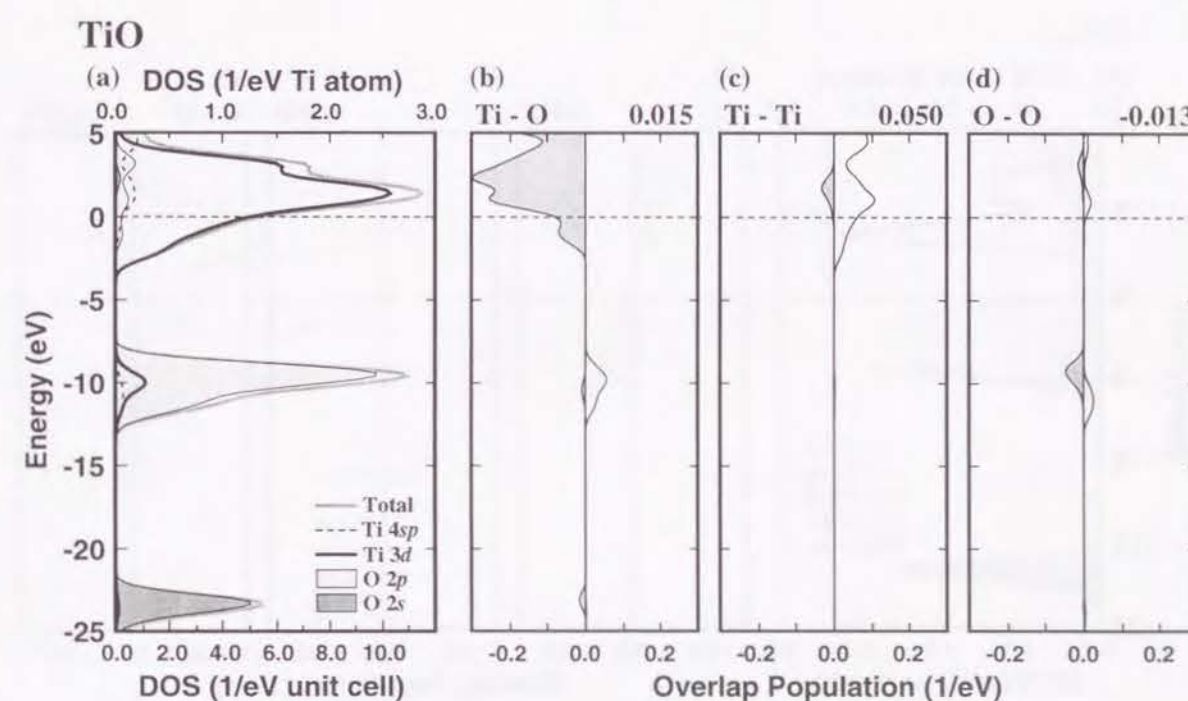 TiO
(a) DOS (1/eV Ti atom)
0.0 1.0 2.0 3.0
(b)
Ti - O 0.015
(c)
Ti - Ti 0.050
(d)
O - O -0.013
Energy (eV)
5
0
-5
-10
-15
-20
-25
Total
Ti 4sp
Ti 3d
O 2p
O 2s
0.0 2.0 4.0 6.0 8.0 10.0
-0.2 0.0 0.2
-0.2 0.0 0.2
-0.2 0.0 0.2
DOS (1/eV unit cell)
Overlap Population (1/eV)